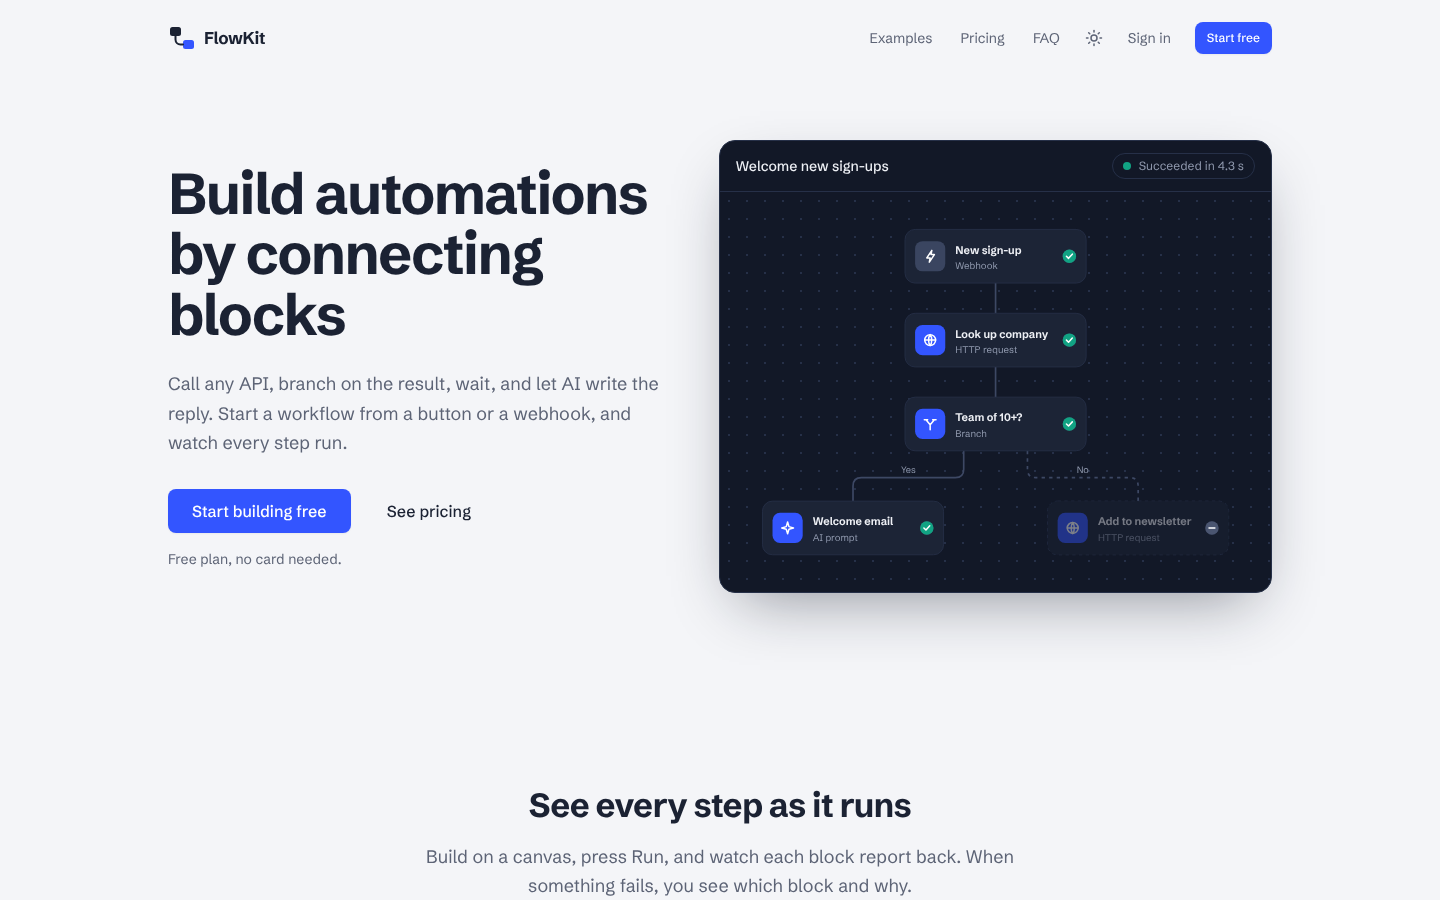 FlowKit
Examples
Pricing
FAQ
Sign in
Start free
Build automations
by connecting
blocks
Call any API, branch on the result, wait, and let AI write the
reply. Start a workflow from a button or a webhook, and
watch every step run.
Start building free
See pricing
Free plan, no card needed.
Welcome new sign-ups
Succeeded in 4.3 s
New sign-up
Webhook
Look up company
HTTP request
Team of 10+?
Branch
Yes
No
Welcome email
AI prompt
Add to newsletter
HTTP request
See every step as it runs
Build on a canvas, press Run, and watch each block report back. When
something fails, you see which block and why.